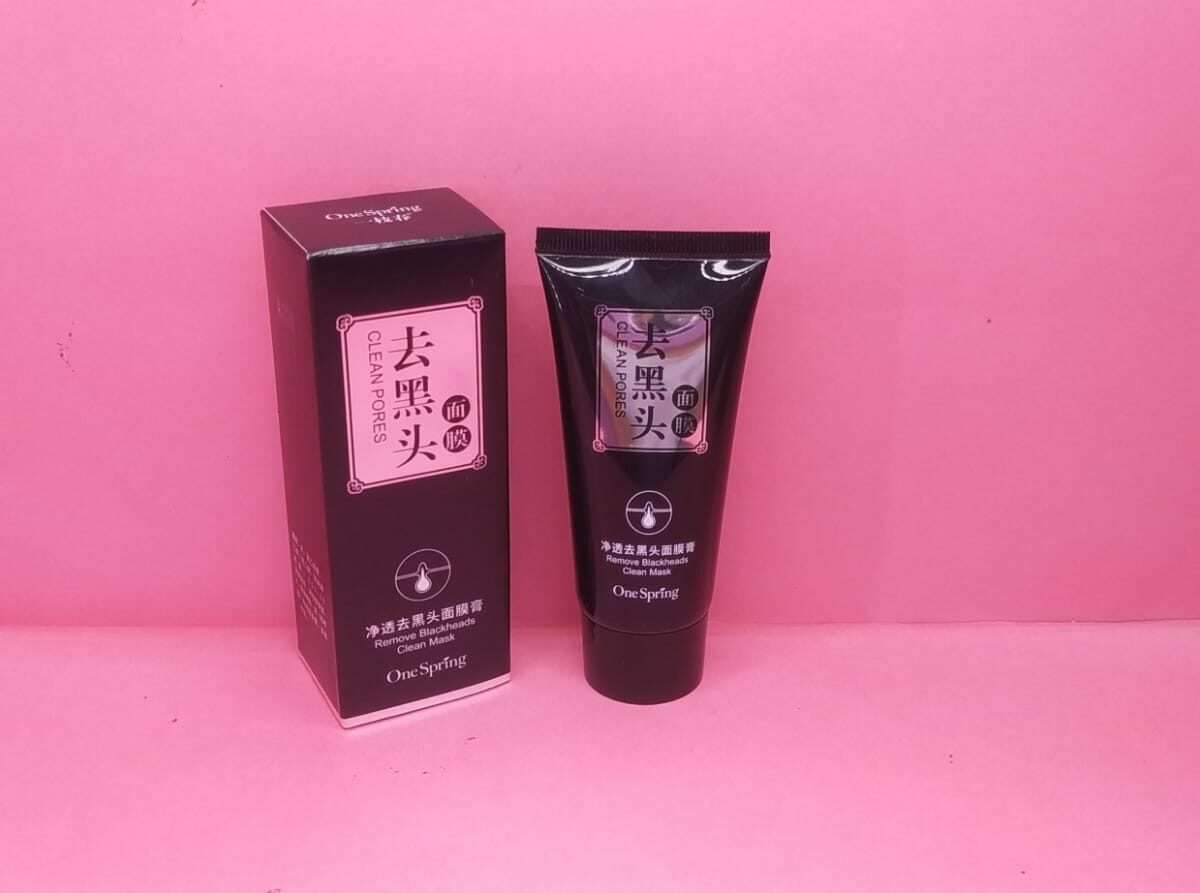 One Spring
一枝春
去黑头
面膜
CLEAN PORES
净透去黑头面膜膏
Remove Blackheads
Clean Mask
One Spring
去黑头
面膜
CLEAN PORES
净透去黑头面膜膏
Remove Blackheads
Clean Mask
One Spring